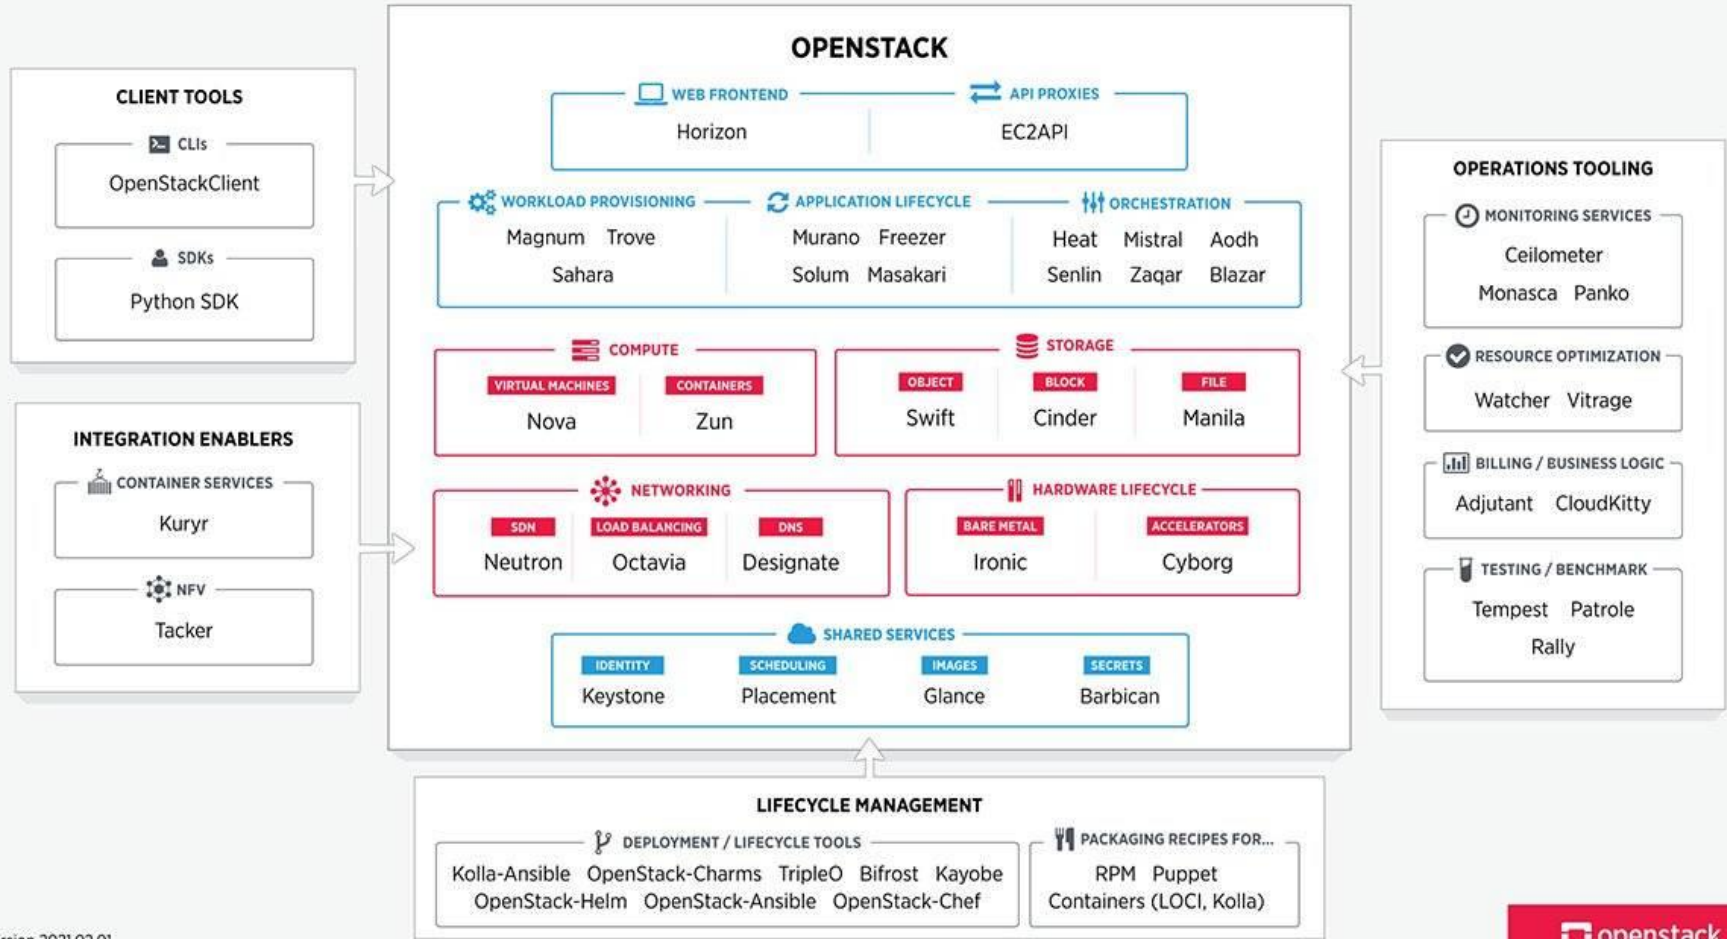 OPENSTACK
WEB FRONTEND
Horizon
API PROXIES
EC2API
WORKLOAD PROVISIONING
Magnum Trove
Sahara
APPLICATION LIFECYCLE
Murano Freezer
Solum Masakari
ORCHESTRATION
Heat Mistral Aodh
Senlin Zaqar Blazar
COMPUTE
VIRTUAL MACHINES
Nova
CONTAINERS
Zun
STORAGE
OBJECT
Swift
BLOCK
Cinder
FILE
Manila
NETWORKING
SDN
Neutron
LOAD BALANCING
Octavia
DNS
Designate
HARDWARE LIFECYCLE
BARE METAL
Ironic
ACCELERATORS
Cyborg
SHARED SERVICES
IDENTITY
Keystone
SCHEDULING
Placement
IMAGES
Glance
SECRETS
Barbican
CLIENT TOOLS
CLIs
OpenStackClient
SDKs
Python SDK
INTEGRATION ENABLERS
CONTAINER SERVICES
Kuryr
NFV
Tacker
OPERATIONS TOOLING
MONITORING SERVICES
Ceilometer
Monasca Panko
RESOURCE OPTIMIZATION
Watcher Vitrage
BILLING / BUSINESS LOGIC
Adjutant CloudKitty
TESTING / BENCHMARK
Tempest Patrole
Rally
LIFECYCLE MANAGEMENT
DEPLOYMENT / LIFECYCLE TOOLS
Kolla-Ansible OpenStack-Charms TripleO Bifrost Kayobe
OpenStack-Helm OpenStack-Ansible OpenStack-Chef
PACKAGING RECIPES FOR...
RPM Puppet
Containers (LOCI, Kolla)
openstack